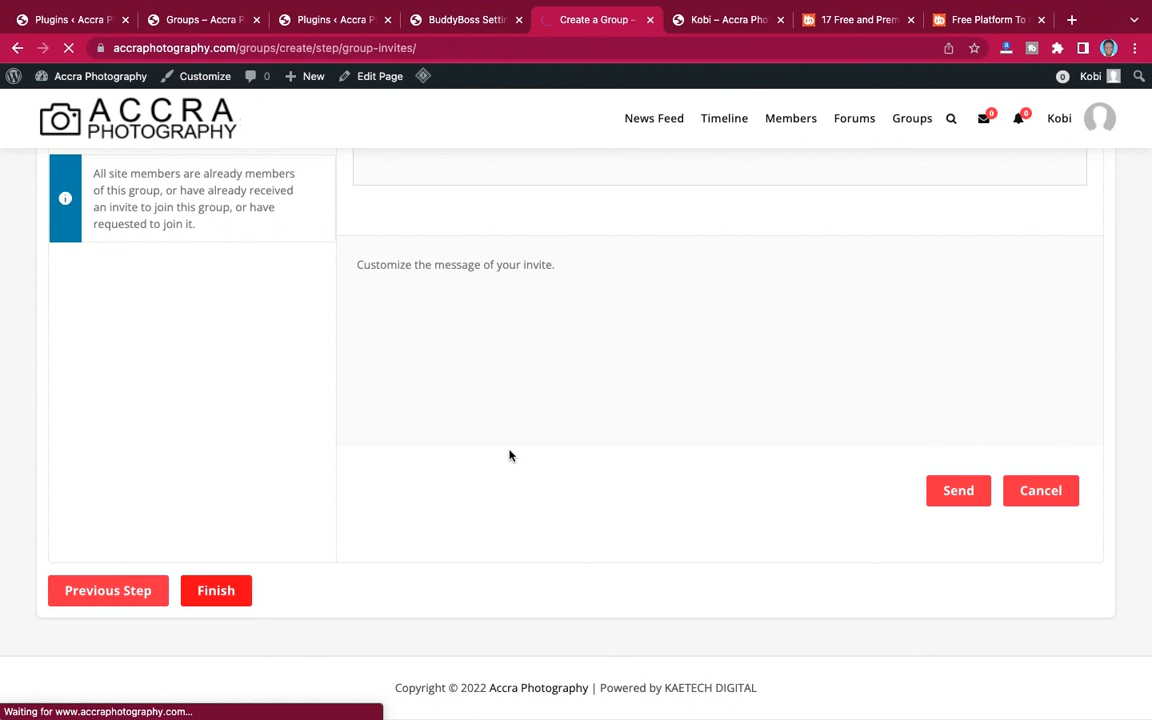 Plugins ‹ Accra P
Groups – Accra P
Plugins ‹ Accra P
BuddyBoss Settin
Create a Group –
Kobi – Accra Pho
17 Free and Prem
Free Platform To
accraphotography.com/groups/create/step/group-invites/
Accra Photography
Customize
0
New
Edit Page
0
Kobi
ACCRA
PHOTOGRAPHY
News Feed
Timeline
Members
Forums
Groups
0
0
Kobi
All site members are already members
of this group, or have already received
an invite to join this group, or have
requested to join it.
Customize the message of your invite.
Send
Cancel
Previous Step
Finish
Copyright © 2022 Accra Photography | Powered by KAETECH DIGITAL
Waiting for www.accraphotography.com...